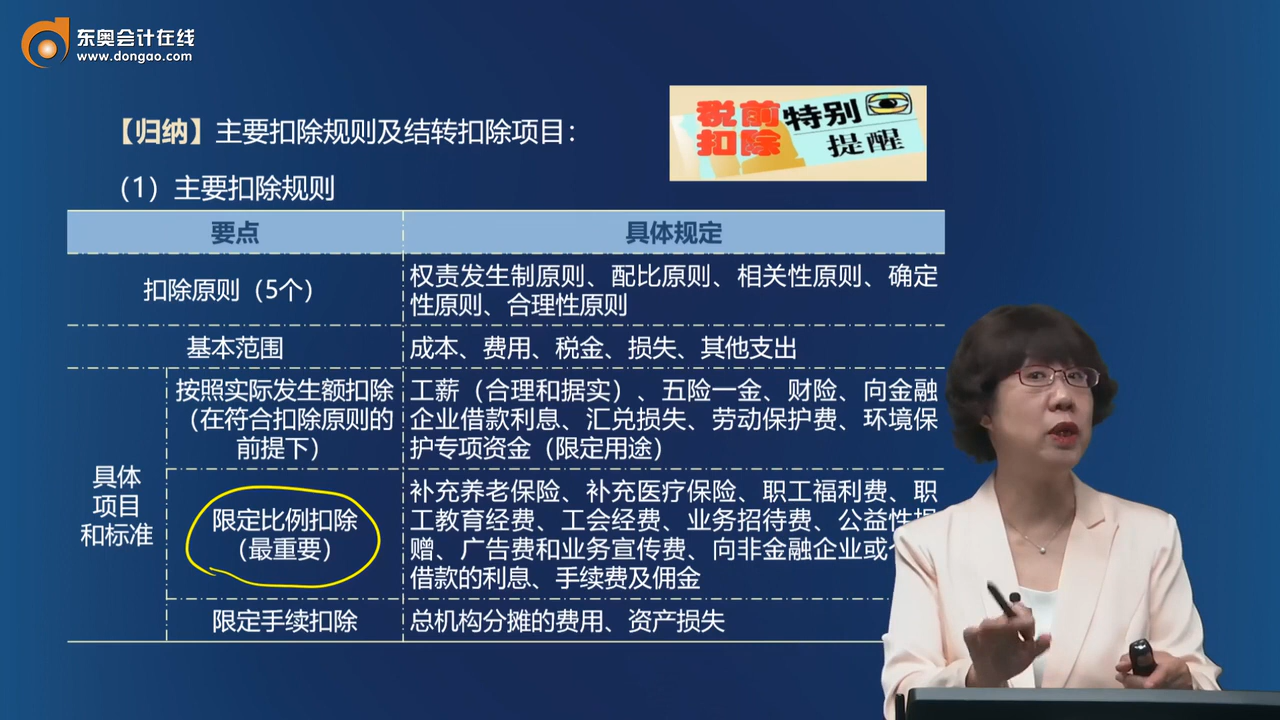 东奥会计在线
www.dongao.com
税前
扣除
特别
提醒
【归纳】主要扣除规则及结转扣除项目：
（1）主要扣除规则
要点
具体规定
扣除原则（5个）
权责发生制原则、配比原则、相关性原则、确定
性原则、合理性原则
基本范围
成本、费用、税金、损失、其他支出
具体
项目
和标准
按照实际发生额扣除
（在符合扣除原则的
前提下）
工薪（合理和据实）、五险一金、财险、向金融
企业借款利息、汇兑损失、劳动保护费、环境保
护专项资金（限定用途）
限定比例扣除
（最重要）
补充养老保险、补充医疗保险、职工福利费、职
工教育经费、工会经费、业务招待费、公益性捐
赠、广告费和业务宣传费、向非金融企业或
借款的利息、手续费及佣金
限定手续扣除
总机构分摊的费用、资产损失